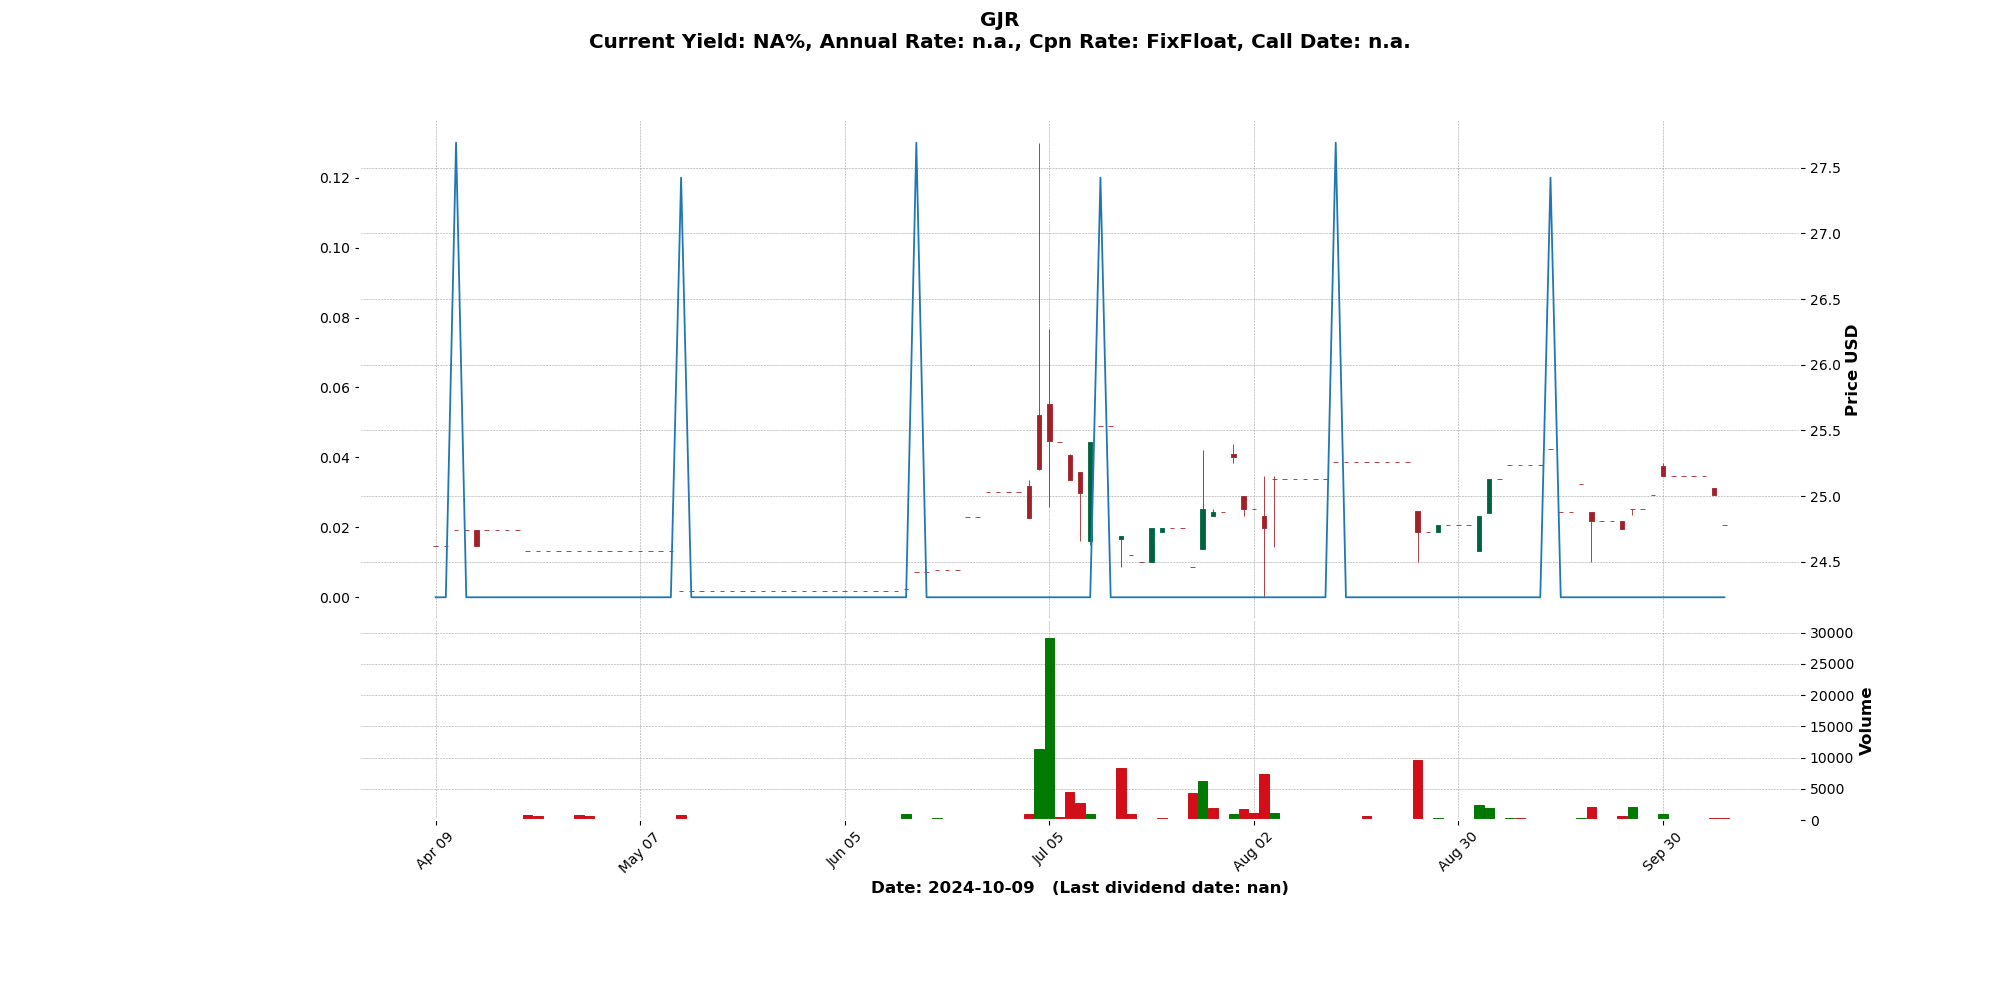 GJR
Current Yield: NA%, Annual Rate: n.a., Cpn Rate: FixFloat, Call Date: n.a.
0.12
0.10
0.08
0.06
0.04
0.02
0.00
27.5
27.0
26.5
26.0
25.5
25.0
24.5
Price USD
30000
25000
20000
15000
10000
5000
0
Volume
Apr 09
May 07
Jun 05
Jul 05
Aug 02
Aug 30
Sep 30
Date: 2024-10-09 (Last dividend date: nan)